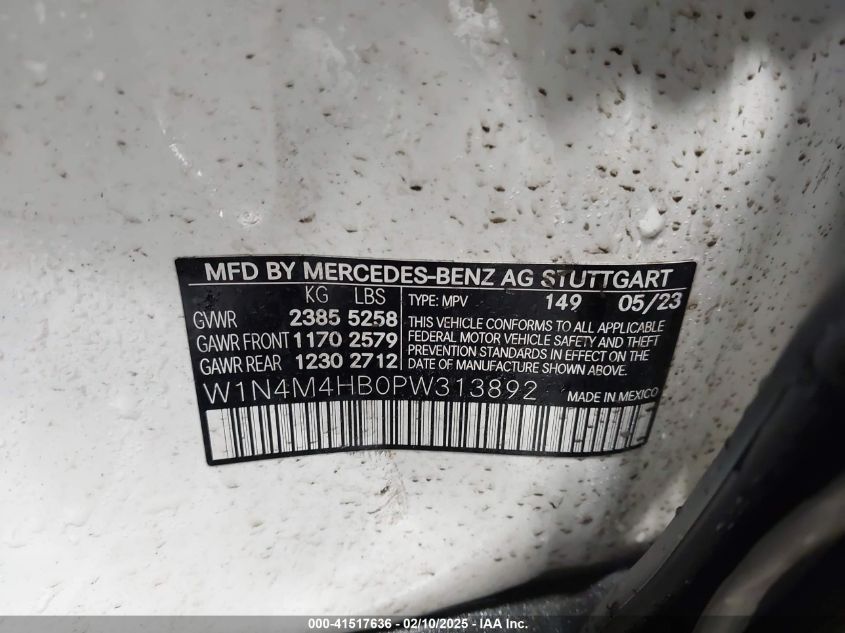 MFD BY MERCEDES-BENZ AG STUTTGART
KG LBS TYPE: MPV 149 05/23
GVWR 2385 5258 THIS VEHICLE CONFORMS TO ALL APPLICABLE
GAWR FRONT 1170 2579 FEDERAL MOTOR VEHICLE SAFETY AND THEFT
GAWR REAR 1230 2712 PREVENTION STANDARDS IN EFFECT ON THE
DATE OF MANUFACTURE SHOWN ABOVE.
W1N4M4HB0PW313892 MADE IN MEXICO
000-41517636 - 02/10/2025 - IAA Inc.